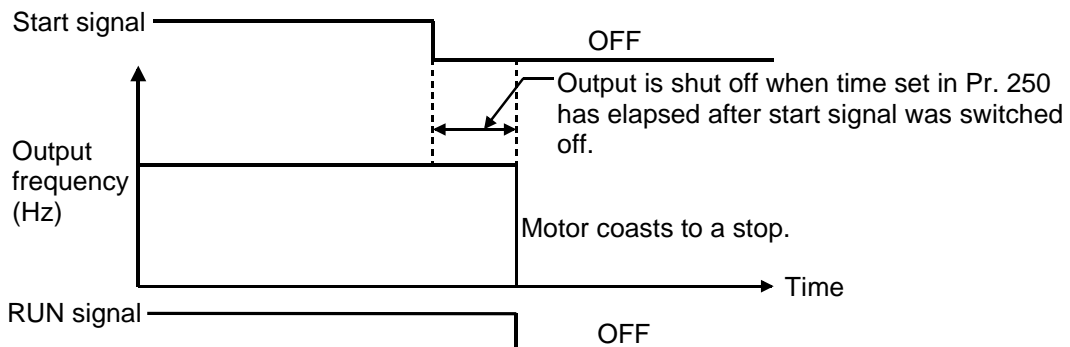 Start signal
OFF
Output is shut off when time set in Pr. 250
has elapsed after start signal was switched
off.
Output
frequency
(Hz)
Motor coasts to a stop.
Time
RUN signal
OFF